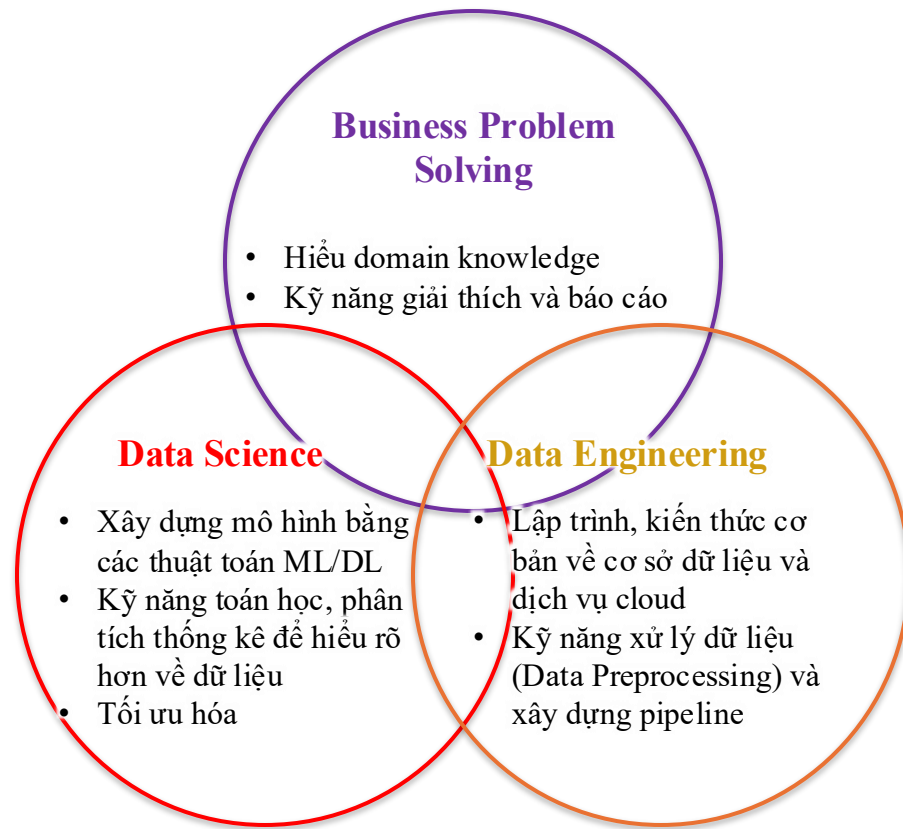 Business Problem
Solving
• Hiểu domain knowledge
• Kỹ năng giải thích và báo cáo
Data Science
• Xây dựng mô hình bằng
các thuật toán ML/DL
• Kỹ năng toán học, phân
tích thống kê để hiểu rõ
hơn về dữ liệu
• Tối ưu hóa
Data Engineering
• Lập trình, kiến thức cơ
bản về cơ sở dữ liệu và
dịch vụ cloud
• Kỹ năng xử lý dữ liệu
(Data Preprocessing) và
xây dựng pipeline